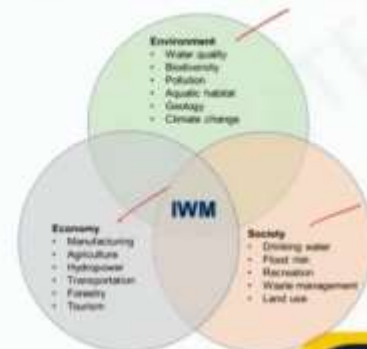 Environment
• Water quality
• Biodiversity
• Pollution
• Aquatic habitat
• Geology
• Climate change
IWM
Economy
• Manufacturing
• Agriculture
• Hydropower
• Transportation
• Forestry
• Tourism
Society
• Drinking water
• Flood risk
• Recreation
• Waste management
• Land use